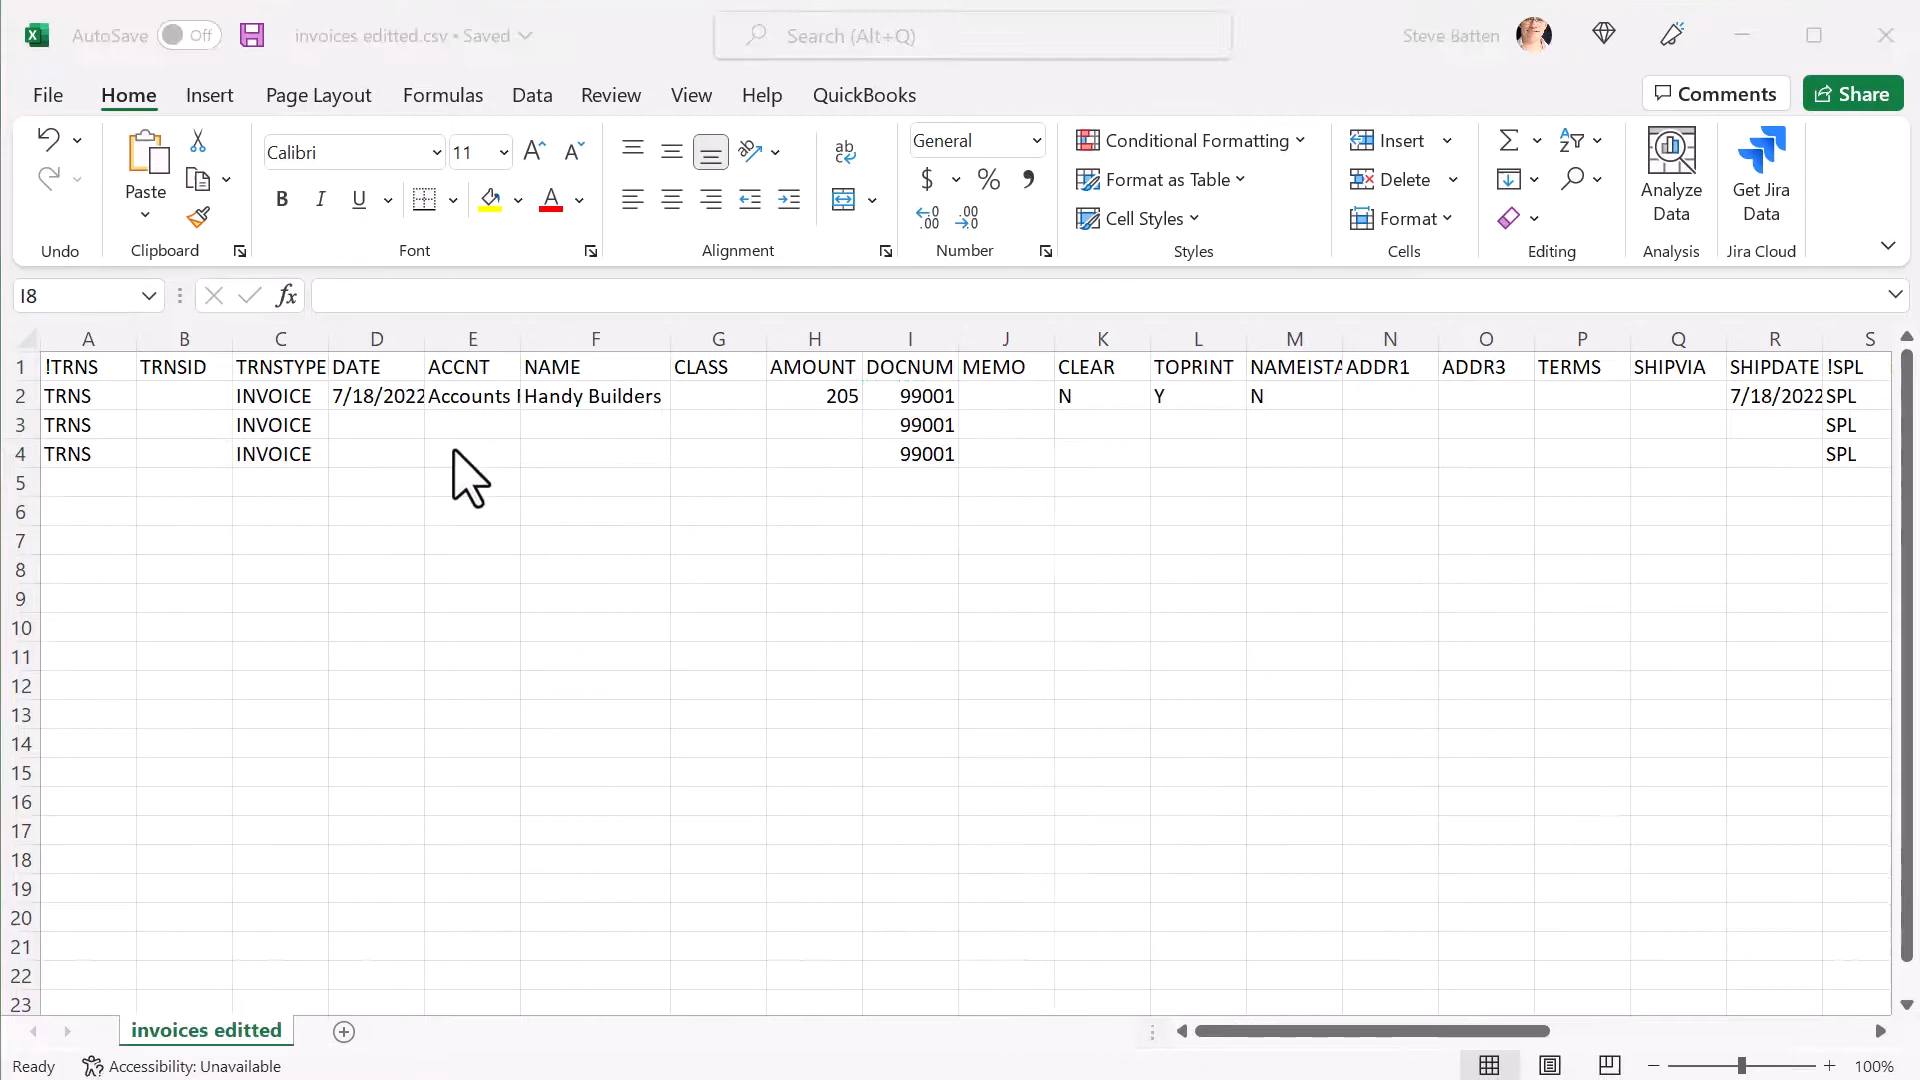 AutoSave Off invoices editted.csv • Saved Search (Alt+Q) Steve Batten
File Home Insert Page Layout Formulas Data Review View Help QuickBooks Comments Share
Calibri 11 General Conditional Formatting Insert
Paste Format as Table Delete Analyze Data Get Jira Data
B I U Cell Styles Format
Undo Clipboard Font Alignment Number Styles Cells Editing Analysis Jira Cloud
I8 fx
A B C D E F G H I J K L M N O P Q R S
1 !TRNS TRNSID TRNSTYPE DATE ACCNT NAME CLASS AMOUNT DOCNUM MEMO CLEAR TOPRINT NAMEISTA ADDR1 ADDR3 TERMS SHIPVIA SHIPDATE !SPL
2 TRNS INVOICE 7/18/2022 Accounts Handy Builders 205 99001 N Y N 7/18/2022 SPL
3 TRNS INVOICE 99001 SPL
4 TRNS INVOICE 99001 SPL
5
6
7
8
9
10
11
12
13
14
15
16
17
18
19
20
21
22
23
invoices editted
Ready Accessibility: Unavailable 100%